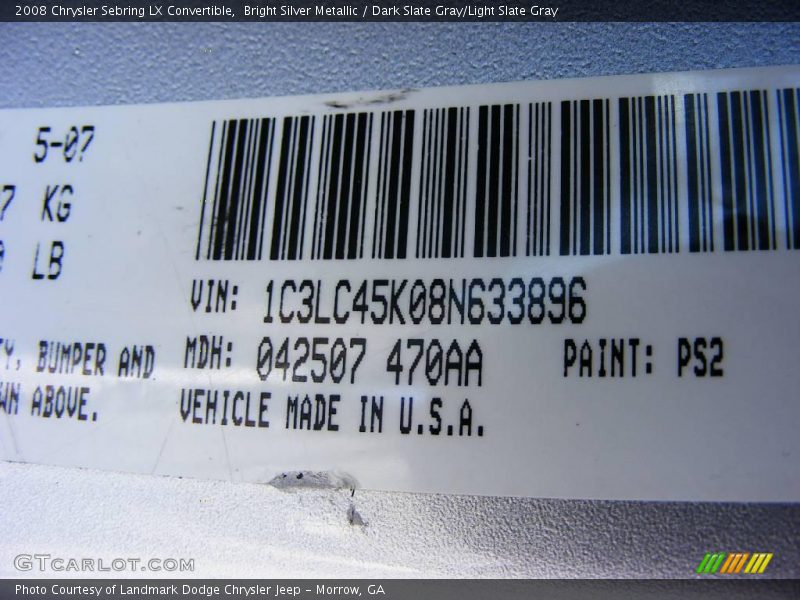 2008 Chrysler Sebring LX Convertible,  Bright Silver Metallic / Dark Slate Gray/Light Slate Gray
5-07
7 KG
LB
VIN: 1C3LC45K08N633896
MDH: 042507 470AA PAINT: PS2
Y, BUMPER AND
WN ABOVE.
VEHICLE MADE IN U.S.A.
GTCARLOT.COM
Photo Courtesy of Landmark Dodge Chrysler Jeep – Morrow, GA